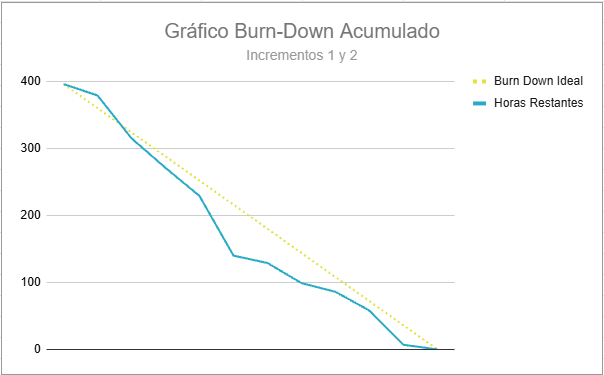 Gráfico Burn-Down Acumulado
Incrementos 1 y 2
Burn Down Ideal
Horas Restantes
400
300
200
100
0